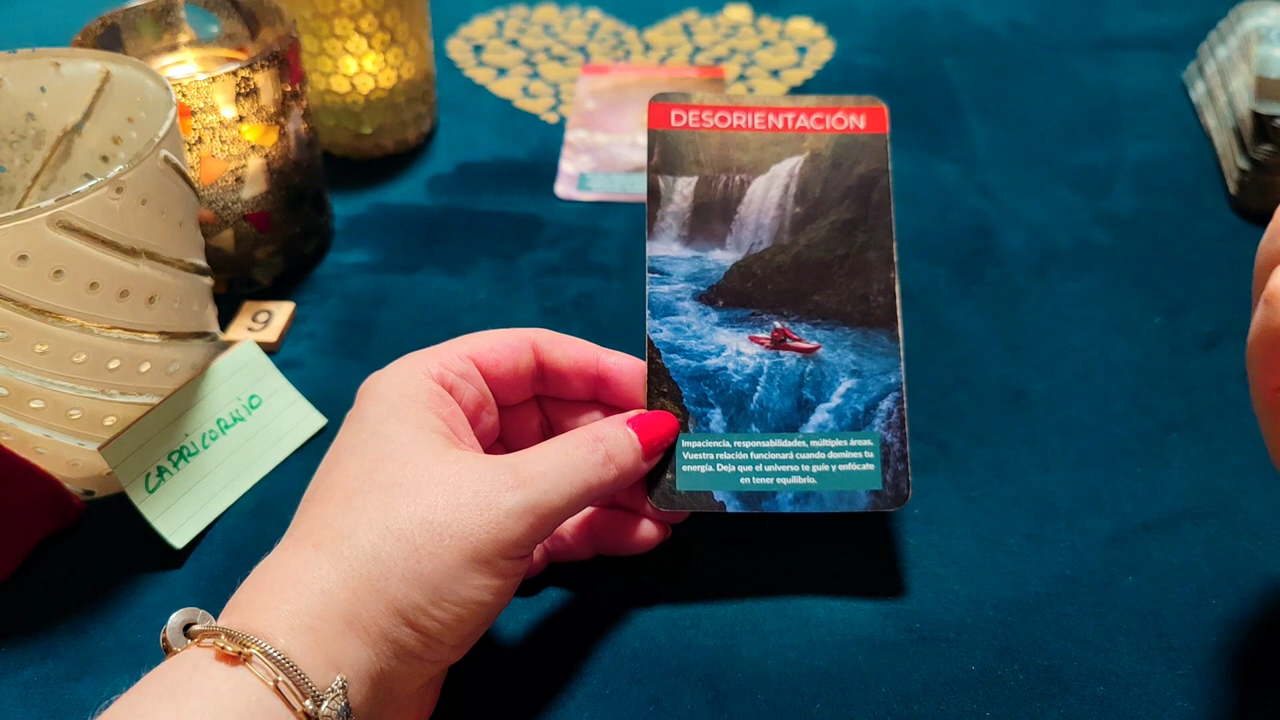 DESORIENTACIÓN
Impaciencia, responsabilidades, múltiples áreas.
Vuestra relación funcionará cuando domines tu
energía. Deja que el universo te guíe y enfócate
en tener equilibrio.
9
CAPRICORNIO